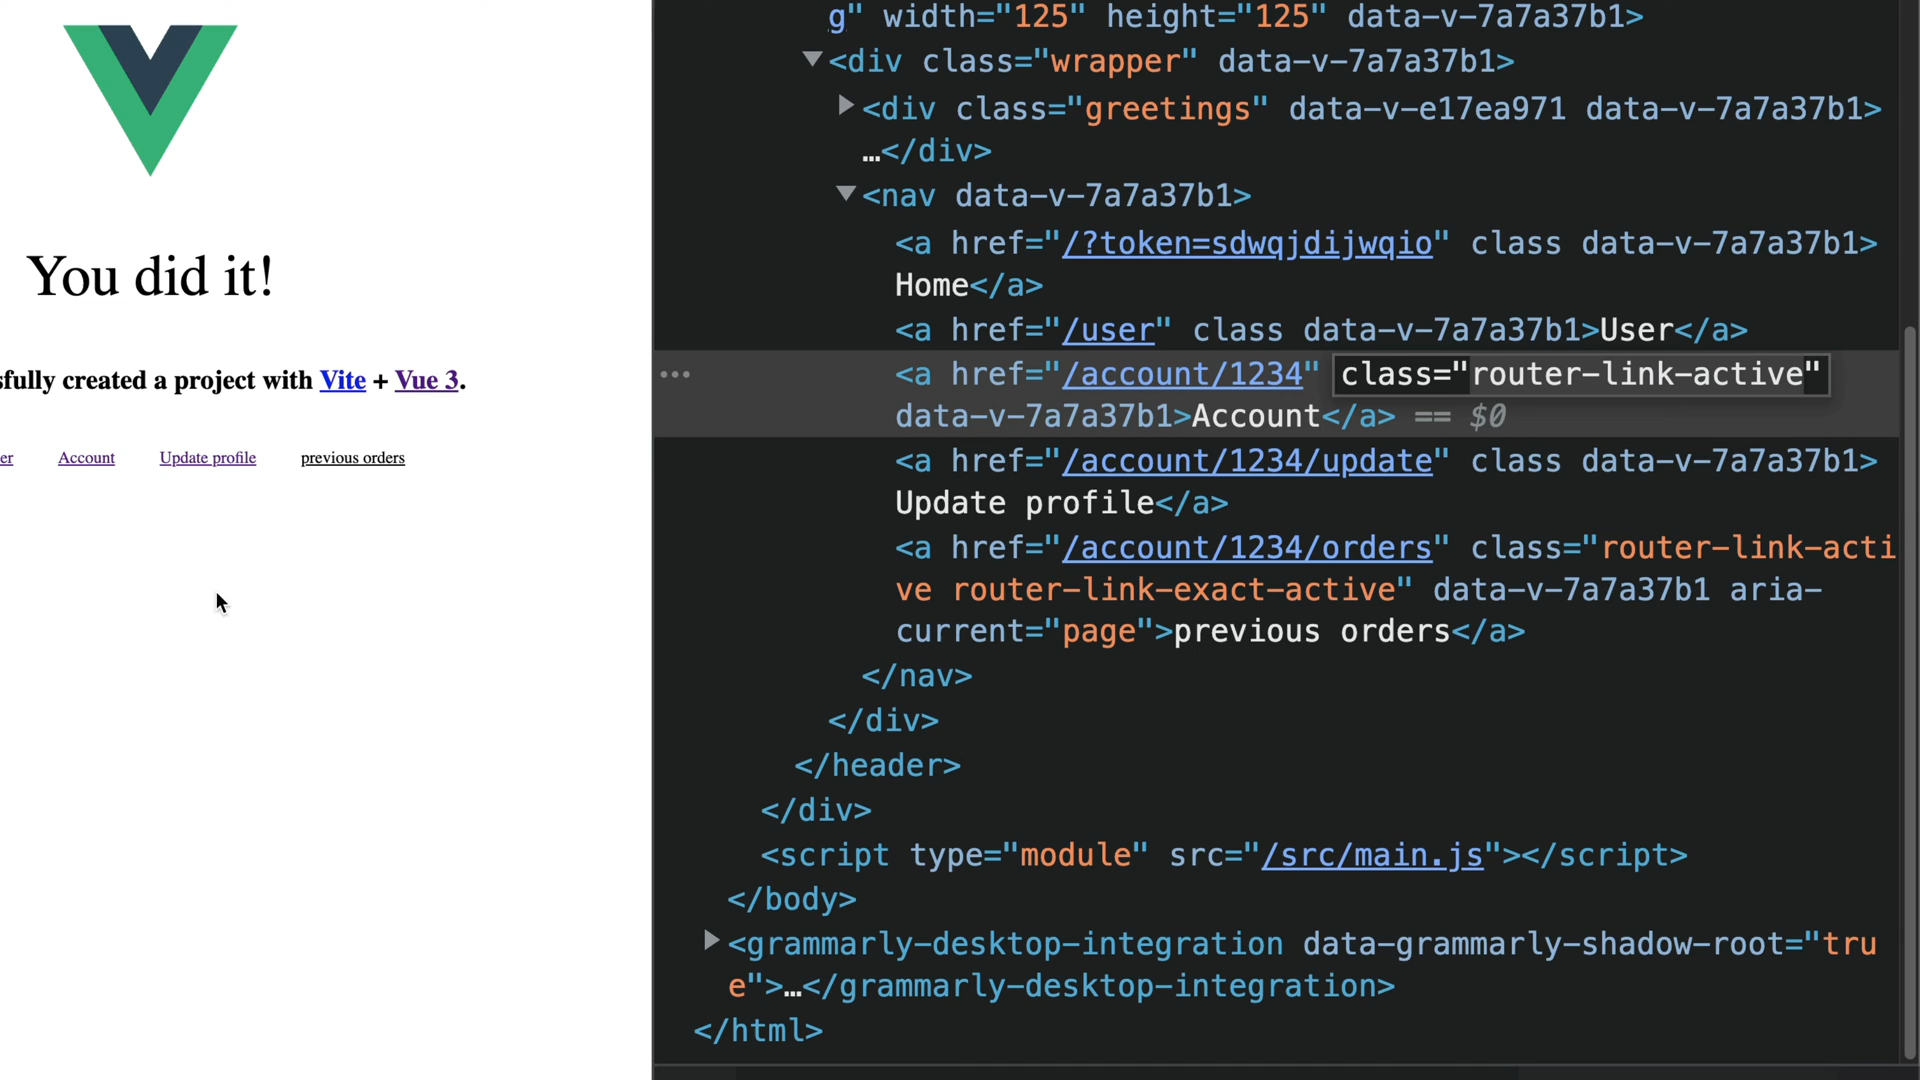 You did it!
sfully created a project with Vite + Vue 3.
er Account Update profile previous orders
g" width="125" height="125" data-v-7a7a37b1>
<div class="wrapper" data-v-7a7a37b1>
<div class="greetings" data-v-e17ea971 data-v-7a7a37b1>
…</div>
<nav data-v-7a7a37b1>
<a href="/?token=sdwqjdijwqio" class data-v-7a7a37b1>
Home</a>
<a href="/user" class data-v-7a7a37b1>User</a>
<a href="/account/1234" class="router-link-active"
data-v-7a7a37b1>Account</a> == $0
<a href="/account/1234/update" class data-v-7a7a37b1>
Update profile</a>
<a href="/account/1234/orders" class="router-link-acti
ve router-link-exact-active" data-v-7a7a37b1 aria-
current="page">previous orders</a>
</nav>
</div>
</header>
</div>
<script type="module" src="/src/main.js"></script>
</body>
<grammarly-desktop-integration data-grammarly-shadow-root="tru
e">…</grammarly-desktop-integration>
</html>